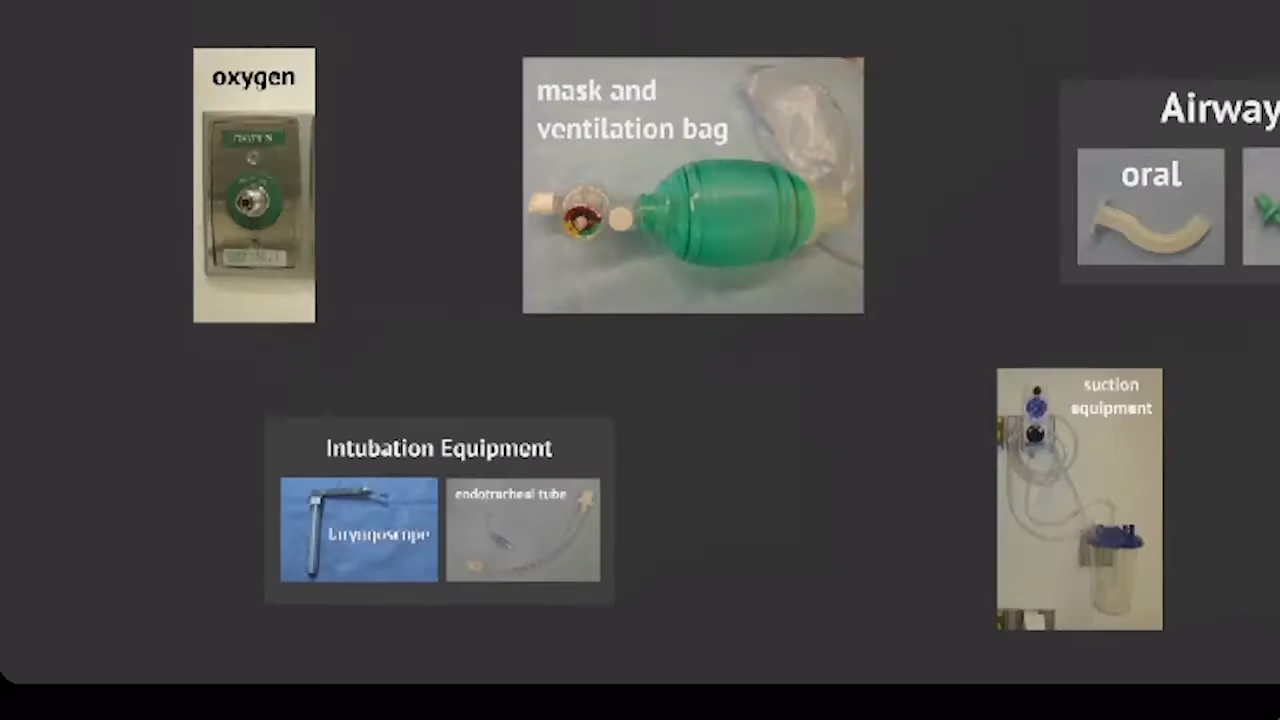 oxygen
mask and
ventilation bag
Airway
oral
Intubation Equipment
laryngoscope
endotracheal tube
suction
equipment